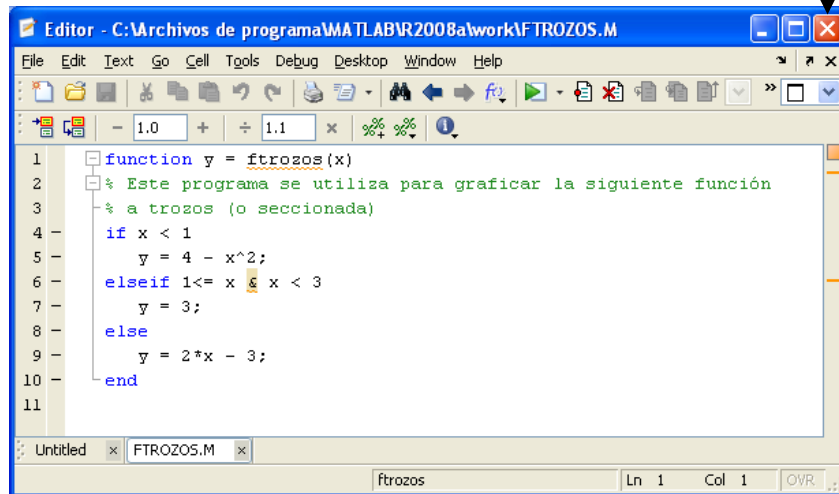 Editor - C:\Archivos de programa\MATLAB\R2008a\work\FTROZOS.M
File Edit Text Go Cell Tools Debug Desktop Window Help
- 1.0 + ÷ 1.1 ×
1 function y = ftrozos(x)
2 % Este programa se utiliza para graficar la siguiente función
3 % a trozos (o seccionada)
4 - if x < 1
5 - y = 4 - x^2;
6 - elseif 1<= x & x < 3
7 - y = 3;
8 - else
9 - y = 2*x - 3;
10 - end
11
Untitled × FTROZOS.M ×
ftrozos Ln 1 Col 1 OVR